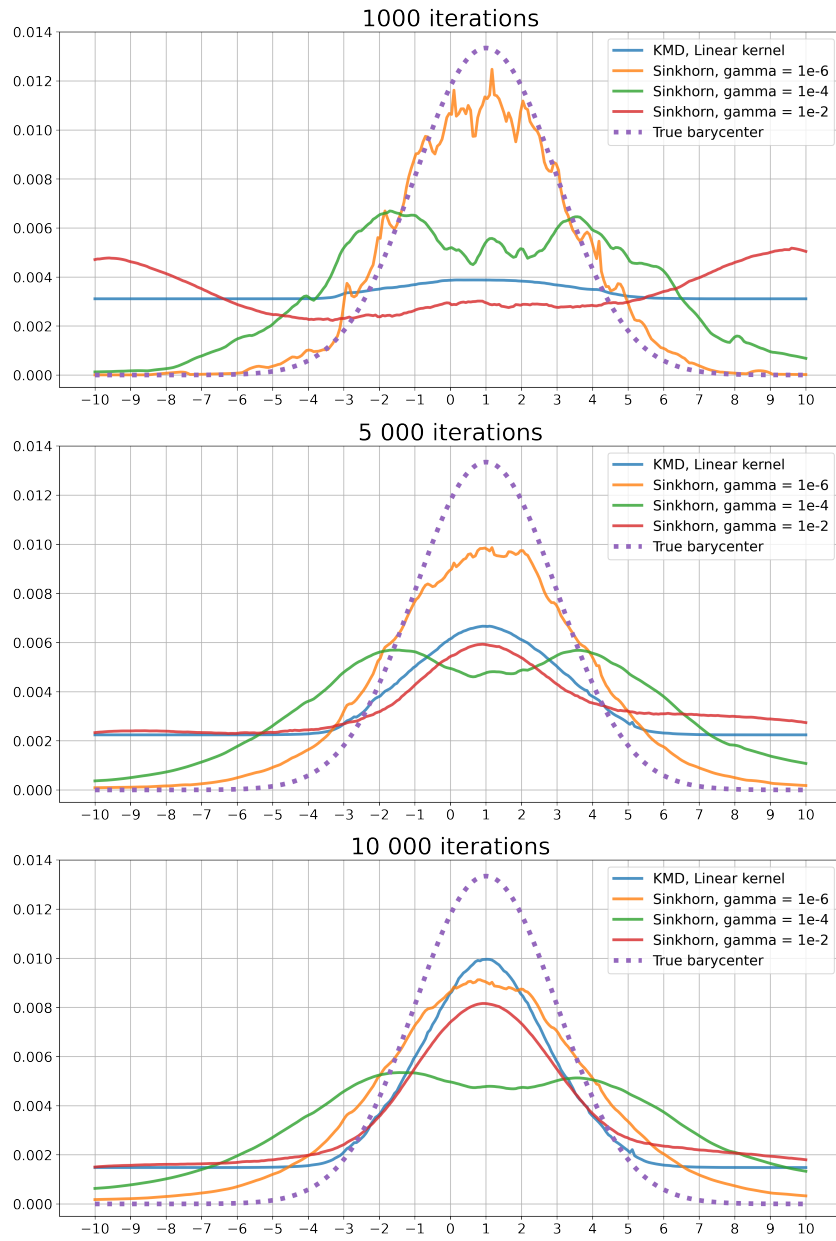 1000 iterations
0.014
0.012
0.010
0.008
0.006
0.004
0.002
0.000
KMD, Linear kernel
Sinkhorn, gamma = 1e-6
Sinkhorn, gamma = 1e-4
Sinkhorn, gamma = 1e-2
True barycenter
−10 −9 −8 −7 −6 −5 −4 −3 −2 −1 0 1 2 3 4 5 6 7 8 9 10
5 000 iterations
0.014
0.012
0.010
0.008
0.006
0.004
0.002
0.000
KMD, Linear kernel
Sinkhorn, gamma = 1e-6
Sinkhorn, gamma = 1e-4
Sinkhorn, gamma = 1e-2
True barycenter
−10 −9 −8 −7 −6 −5 −4 −3 −2 −1 0 1 2 3 4 5 6 7 8 9 10
10 000 iterations
0.014
0.012
0.010
0.008
0.006
0.004
0.002
0.000
KMD, Linear kernel
Sinkhorn, gamma = 1e-6
Sinkhorn, gamma = 1e-4
Sinkhorn, gamma = 1e-2
True barycenter
−10 −9 −8 −7 −6 −5 −4 −3 −2 −1 0 1 2 3 4 5 6 7 8 9 10